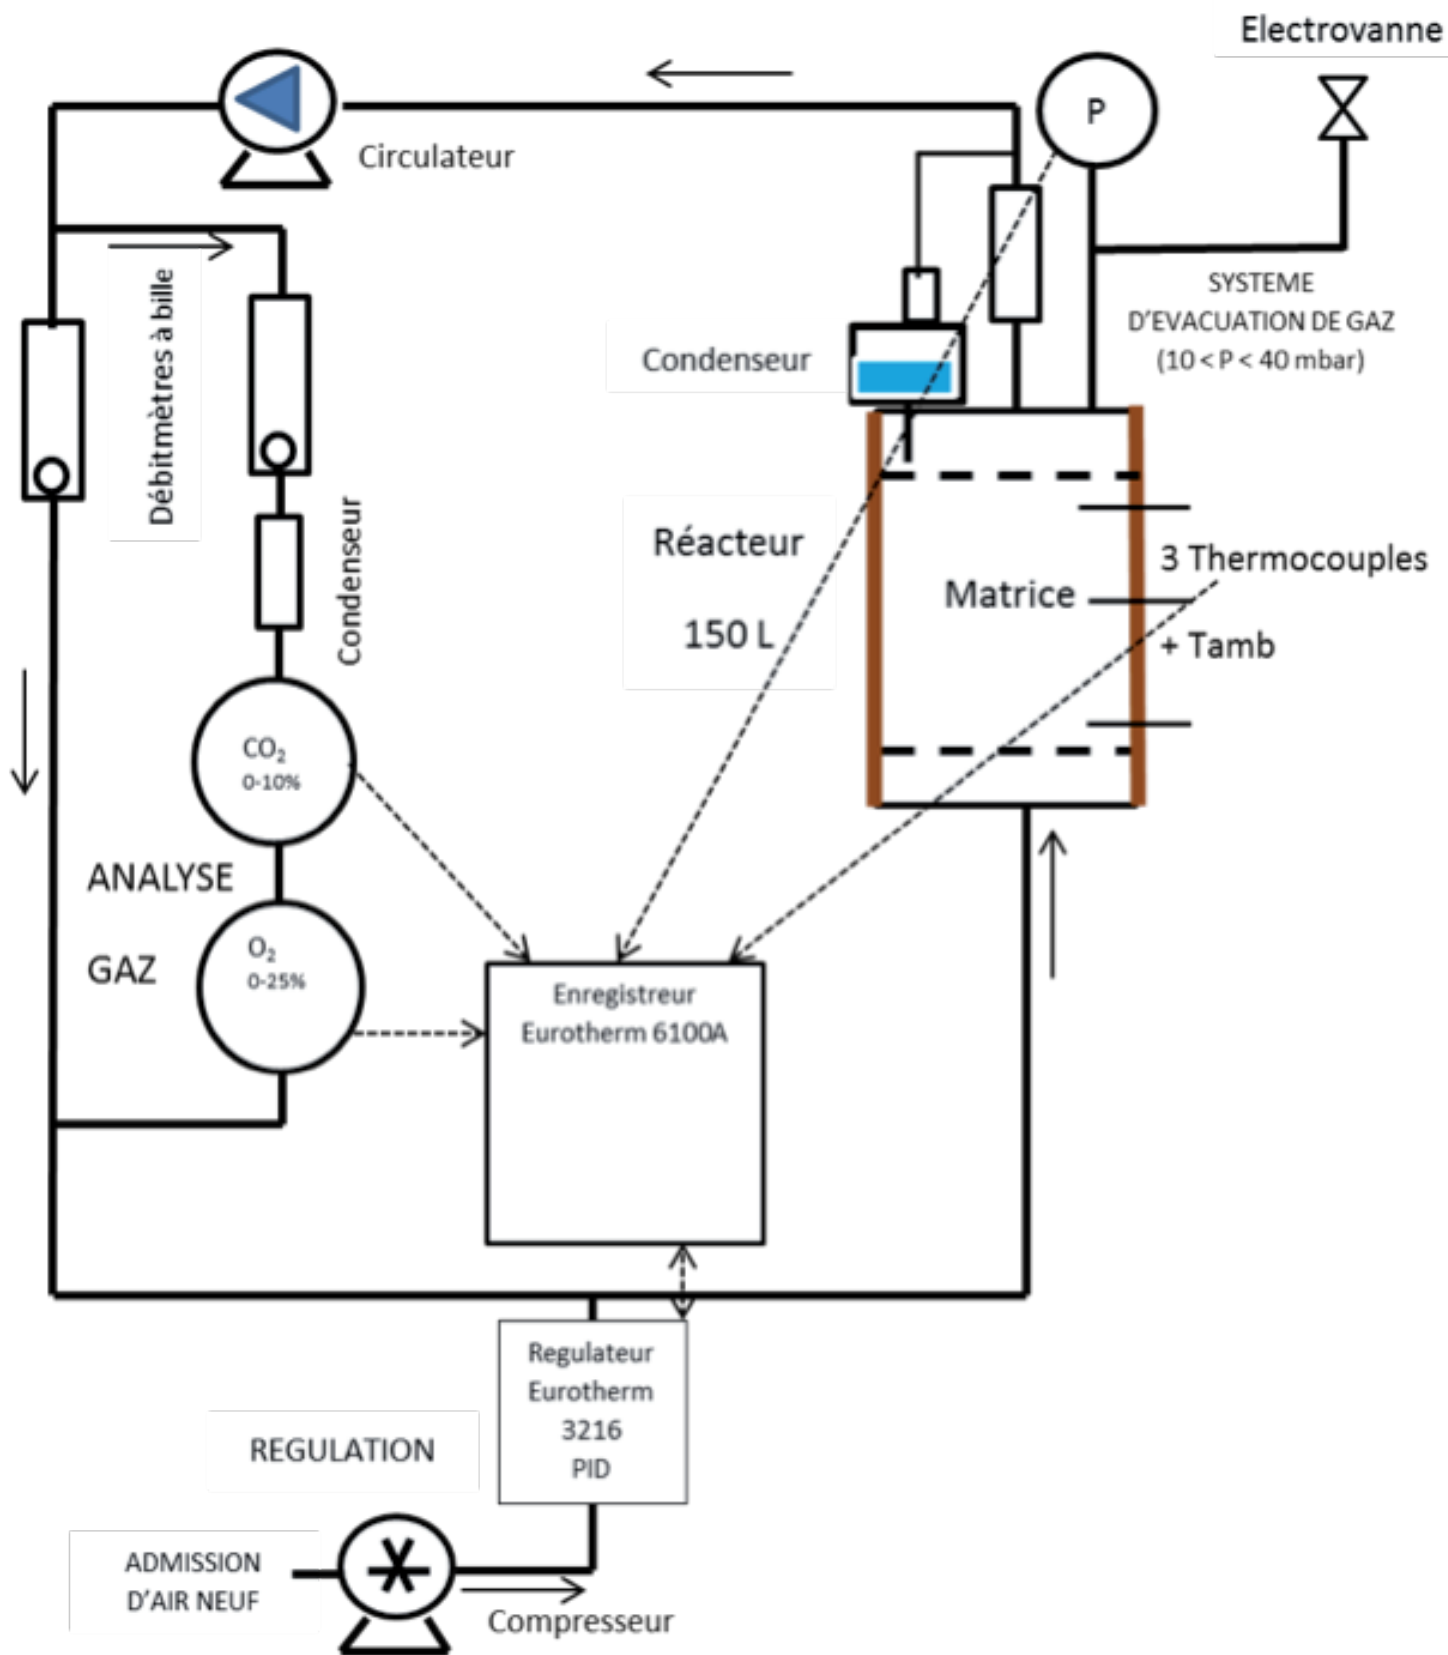 Electrovanne
P
Circulateur
Débitmètres à bille
SYSTEME
D'EVACUATION DE GAZ
(10 < P < 40 mbar)
Condenseur
Condenseur
Réacteur
150 L
Matrice
3 Thermocouples
+ Tamb
CO₂
0-10%
ANALYSE
GAZ
O₂
0-25%
Enregistreur
Eurotherm 6100A
Regulateur
Eurotherm
3216
PID
REGULATION
ADMISSION
D'AIR NEUF
Compresseur